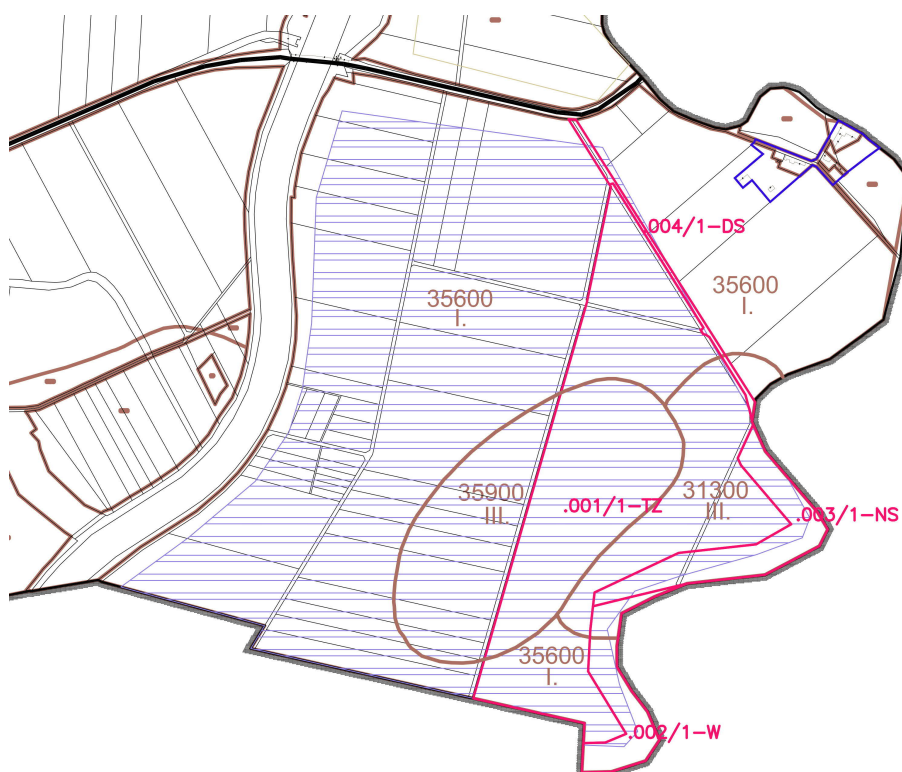 .004/1-DS
35600
I.
35600
I.
35900
III.
.001/1-TZ
31300
III.
.003/1-NS
35600
I.
.002/1-W